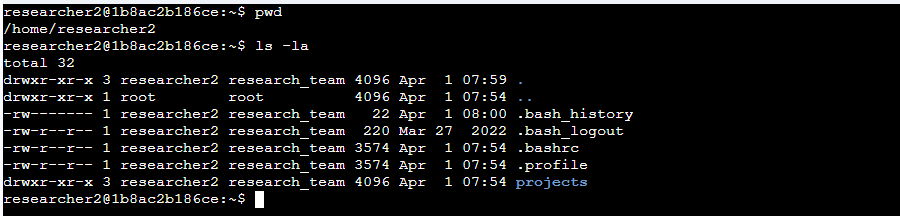 researcher2@1b8ac2b186ce:~$ pwd
/home/researcher2
researcher2@1b8ac2b186ce:~$ ls -la
total 32
drwxr-xr-x 3 researcher2 research_team 4096 Apr  1 07:59 .
drwxr-xr-x 1 root        root          4096 Apr  1 07:54 ..
-rw------- 1 researcher2 research_team   22 Apr  1 08:00 .bash_history
-rw-r--r-- 1 researcher2 research_team  220 Mar 27  2022 .bash_logout
-rw-r--r-- 1 researcher2 research_team 3574 Apr  1 07:54 .bashrc
-rw-r--r-- 1 researcher2 research_team 3574 Apr  1 07:54 .profile
drwxr-xr-x 3 researcher2 research_team 4096 Apr  1 07:54 projects
researcher2@1b8ac2b186ce:~$